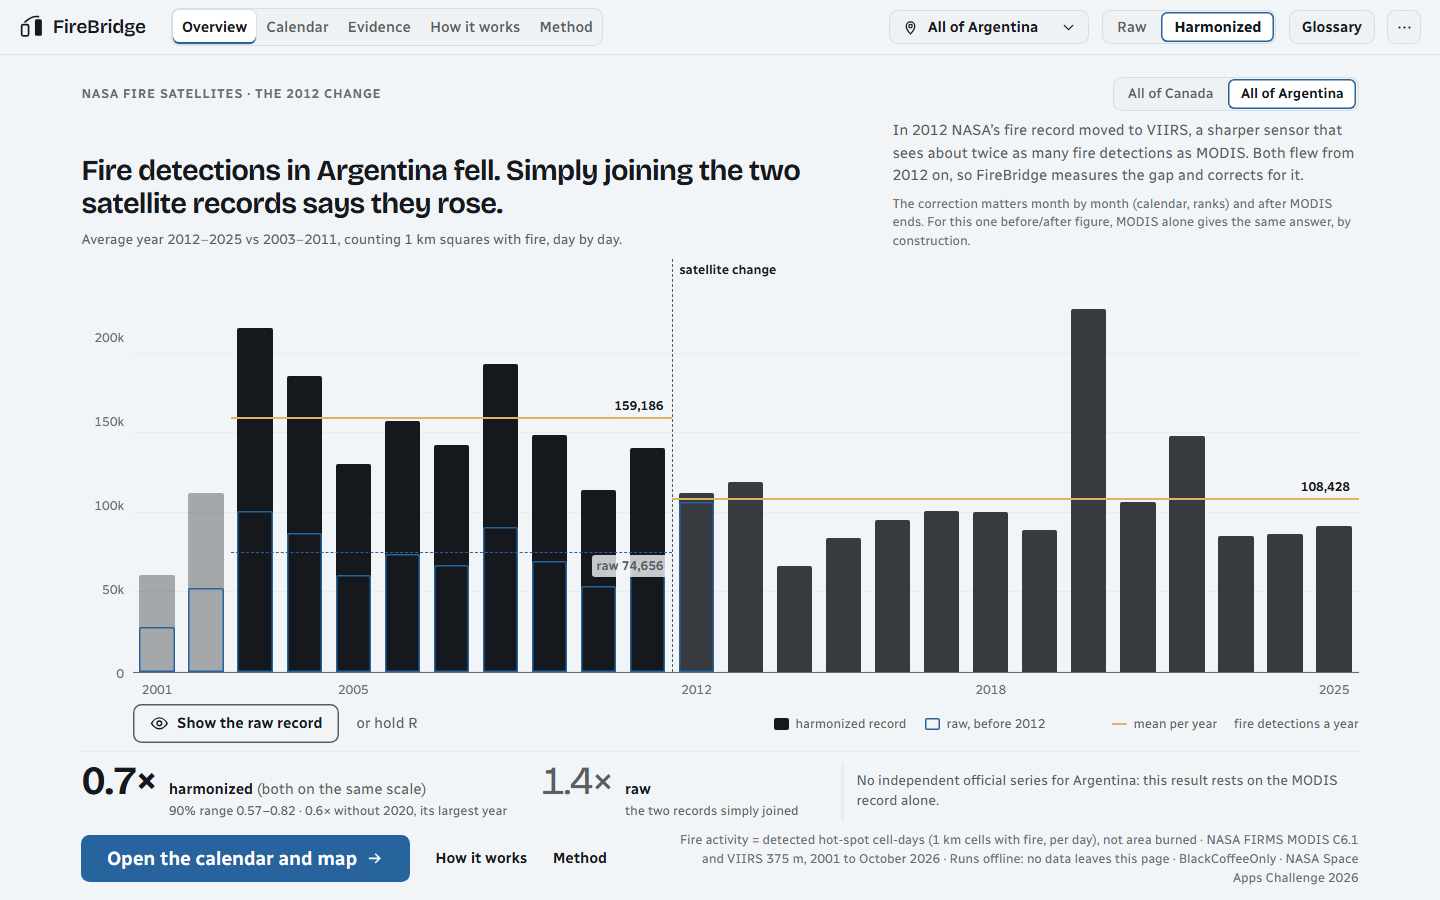 FireBridge
Overview
Calendar
Evidence
How it works
Method
All of Argentina
Raw
Harmonized
Glossary
···
NASA FIRE SATELLITES · THE 2012 CHANGE
All of Canada
All of Argentina
Fire detections in Argentina fell. Simply joining the two
satellite records says they rose.
Average year 2012–2025 vs 2003–2011, counting 1 km squares with fire, day by day.
In 2012 NASA's fire record moved to VIIRS, a sharper sensor that
sees about twice as many fire detections as MODIS. Both flew from
2012 on, so FireBridge measures the gap and corrects for it.
The correction matters month by month (calendar, ranks) and after MODIS
ends. For this one before/after figure, MODIS alone gives the same answer, by
construction.
satellite change
200k
150k
100k
50k
0
159,186
raw 74,656
108,428
2001
2005
2012
2018
2025
Show the raw record
or hold R
harmonized record
raw, before 2012
mean per year
fire detections a year
0.7×
harmonized (both on the same scale)
90% range 0.57–0.82 · 0.6× without 2020, its largest year
1.4×
raw
the two records simply joined
No independent official series for Argentina: this result rests on the MODIS
record alone.
Open the calendar and map →
How it works
Method
Fire activity = detected hot-spot cell-days (1 km cells with fire, per day), not area burned · NASA FIRMS MODIS C6.1
and VIIRS 375 m, 2001 to October 2026 · Runs offline: no data leaves this page · BlackCoffeeOnly · NASA Space
Apps Challenge 2026